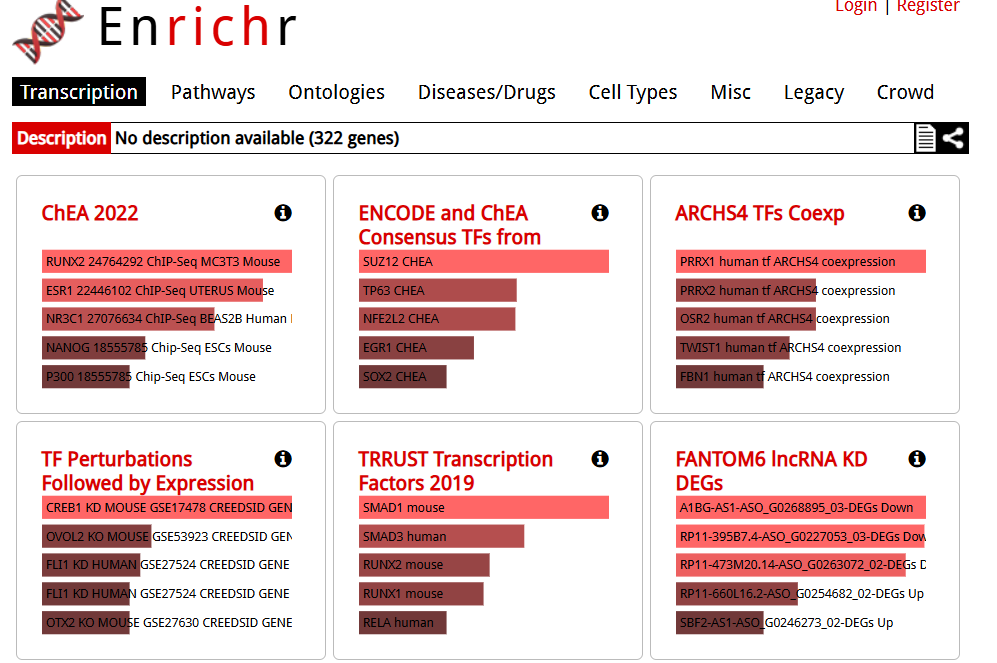 Login | Register
Enrichr
Transcription Pathways Ontologies Diseases/Drugs Cell Types Misc Legacy Crowd
Description No description available (322 genes)
ChEA 2022
RUNX2 24764292 ChIP-Seq MC3T3 Mouse
ESR1 22446102 ChIP-Seq UTERUS Mouse
NR3C1 27076634 ChIP-Seq BEAS2B Human
NANOG 18555785 Chip-Seq ESCs Mouse
P300 18555785 Chip-Seq ESCs Mouse
ENCODE and ChEA
Consensus TFs from
SUZ12 CHEA
TP63 CHEA
NFE2L2 CHEA
EGR1 CHEA
SOX2 CHEA
ARCHS4 TFs Coexp
PRRX1 human tf ARCHS4 coexpression
PRRX2 human tf ARCHS4 coexpression
OSR2 human tf ARCHS4 coexpression
TWIST1 human tf ARCHS4 coexpression
FBN1 human tf ARCHS4 coexpression
TF Perturbations
Followed by Expression
CREB1 KD MOUSE GSE17478 CREEDSID GEN
OVOL2 KO MOUSE GSE53923 CREEDSID GEN
FLI1 KD HUMAN GSE27524 CREEDSID GENE
FLI1 KD HUMAN GSE27524 CREEDSID GENE
OTX2 KO MOUSE GSE27630 CREEDSID GENE
TRRUST Transcription
Factors 2019
SMAD1 mouse
SMAD3 human
RUNX2 mouse
RUNX1 mouse
RELA human
FANTOM6 lncRNA KD
DEGs
A1BG-AS1-ASO_G0268895_03-DEGs Down
RP11-395B7.4-ASO_G0227053_03-DEGs Dow
RP11-473M20.14-ASO_G0263072_02-DEGs D
RP11-660L16.2-ASO_G0254682_02-DEGs Up
SBF2-AS1-ASO_G0246273_02-DEGs Up